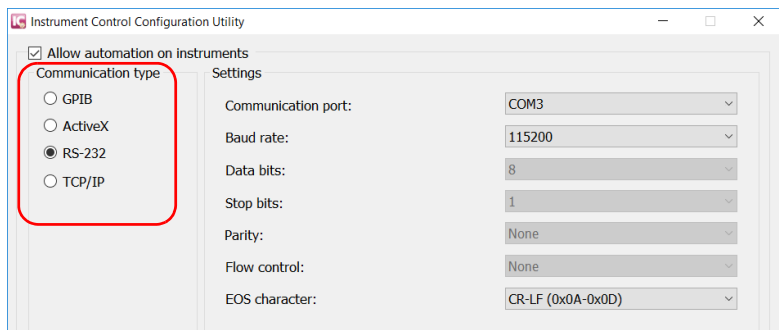 IC Instrument Control Configuration Utility
Allow automation on instruments
Communication type
GPIB
ActiveX
RS-232
TCP/IP
Settings
Communication port: COM3
Baud rate: 115200
Data bits: 8
Stop bits: 1
Parity: None
Flow control: None
EOS character: CR-LF (0x0A-0x0D)